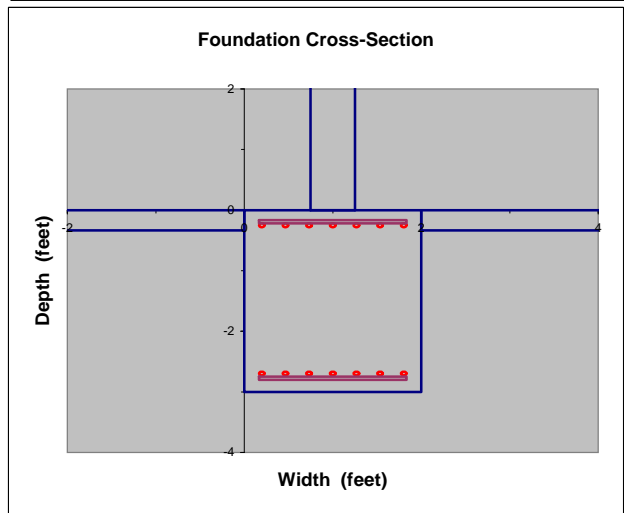 Foundation Cross-Section
2
0
-2 0 2 4
-2
-4
Depth (feet)
Width (feet)